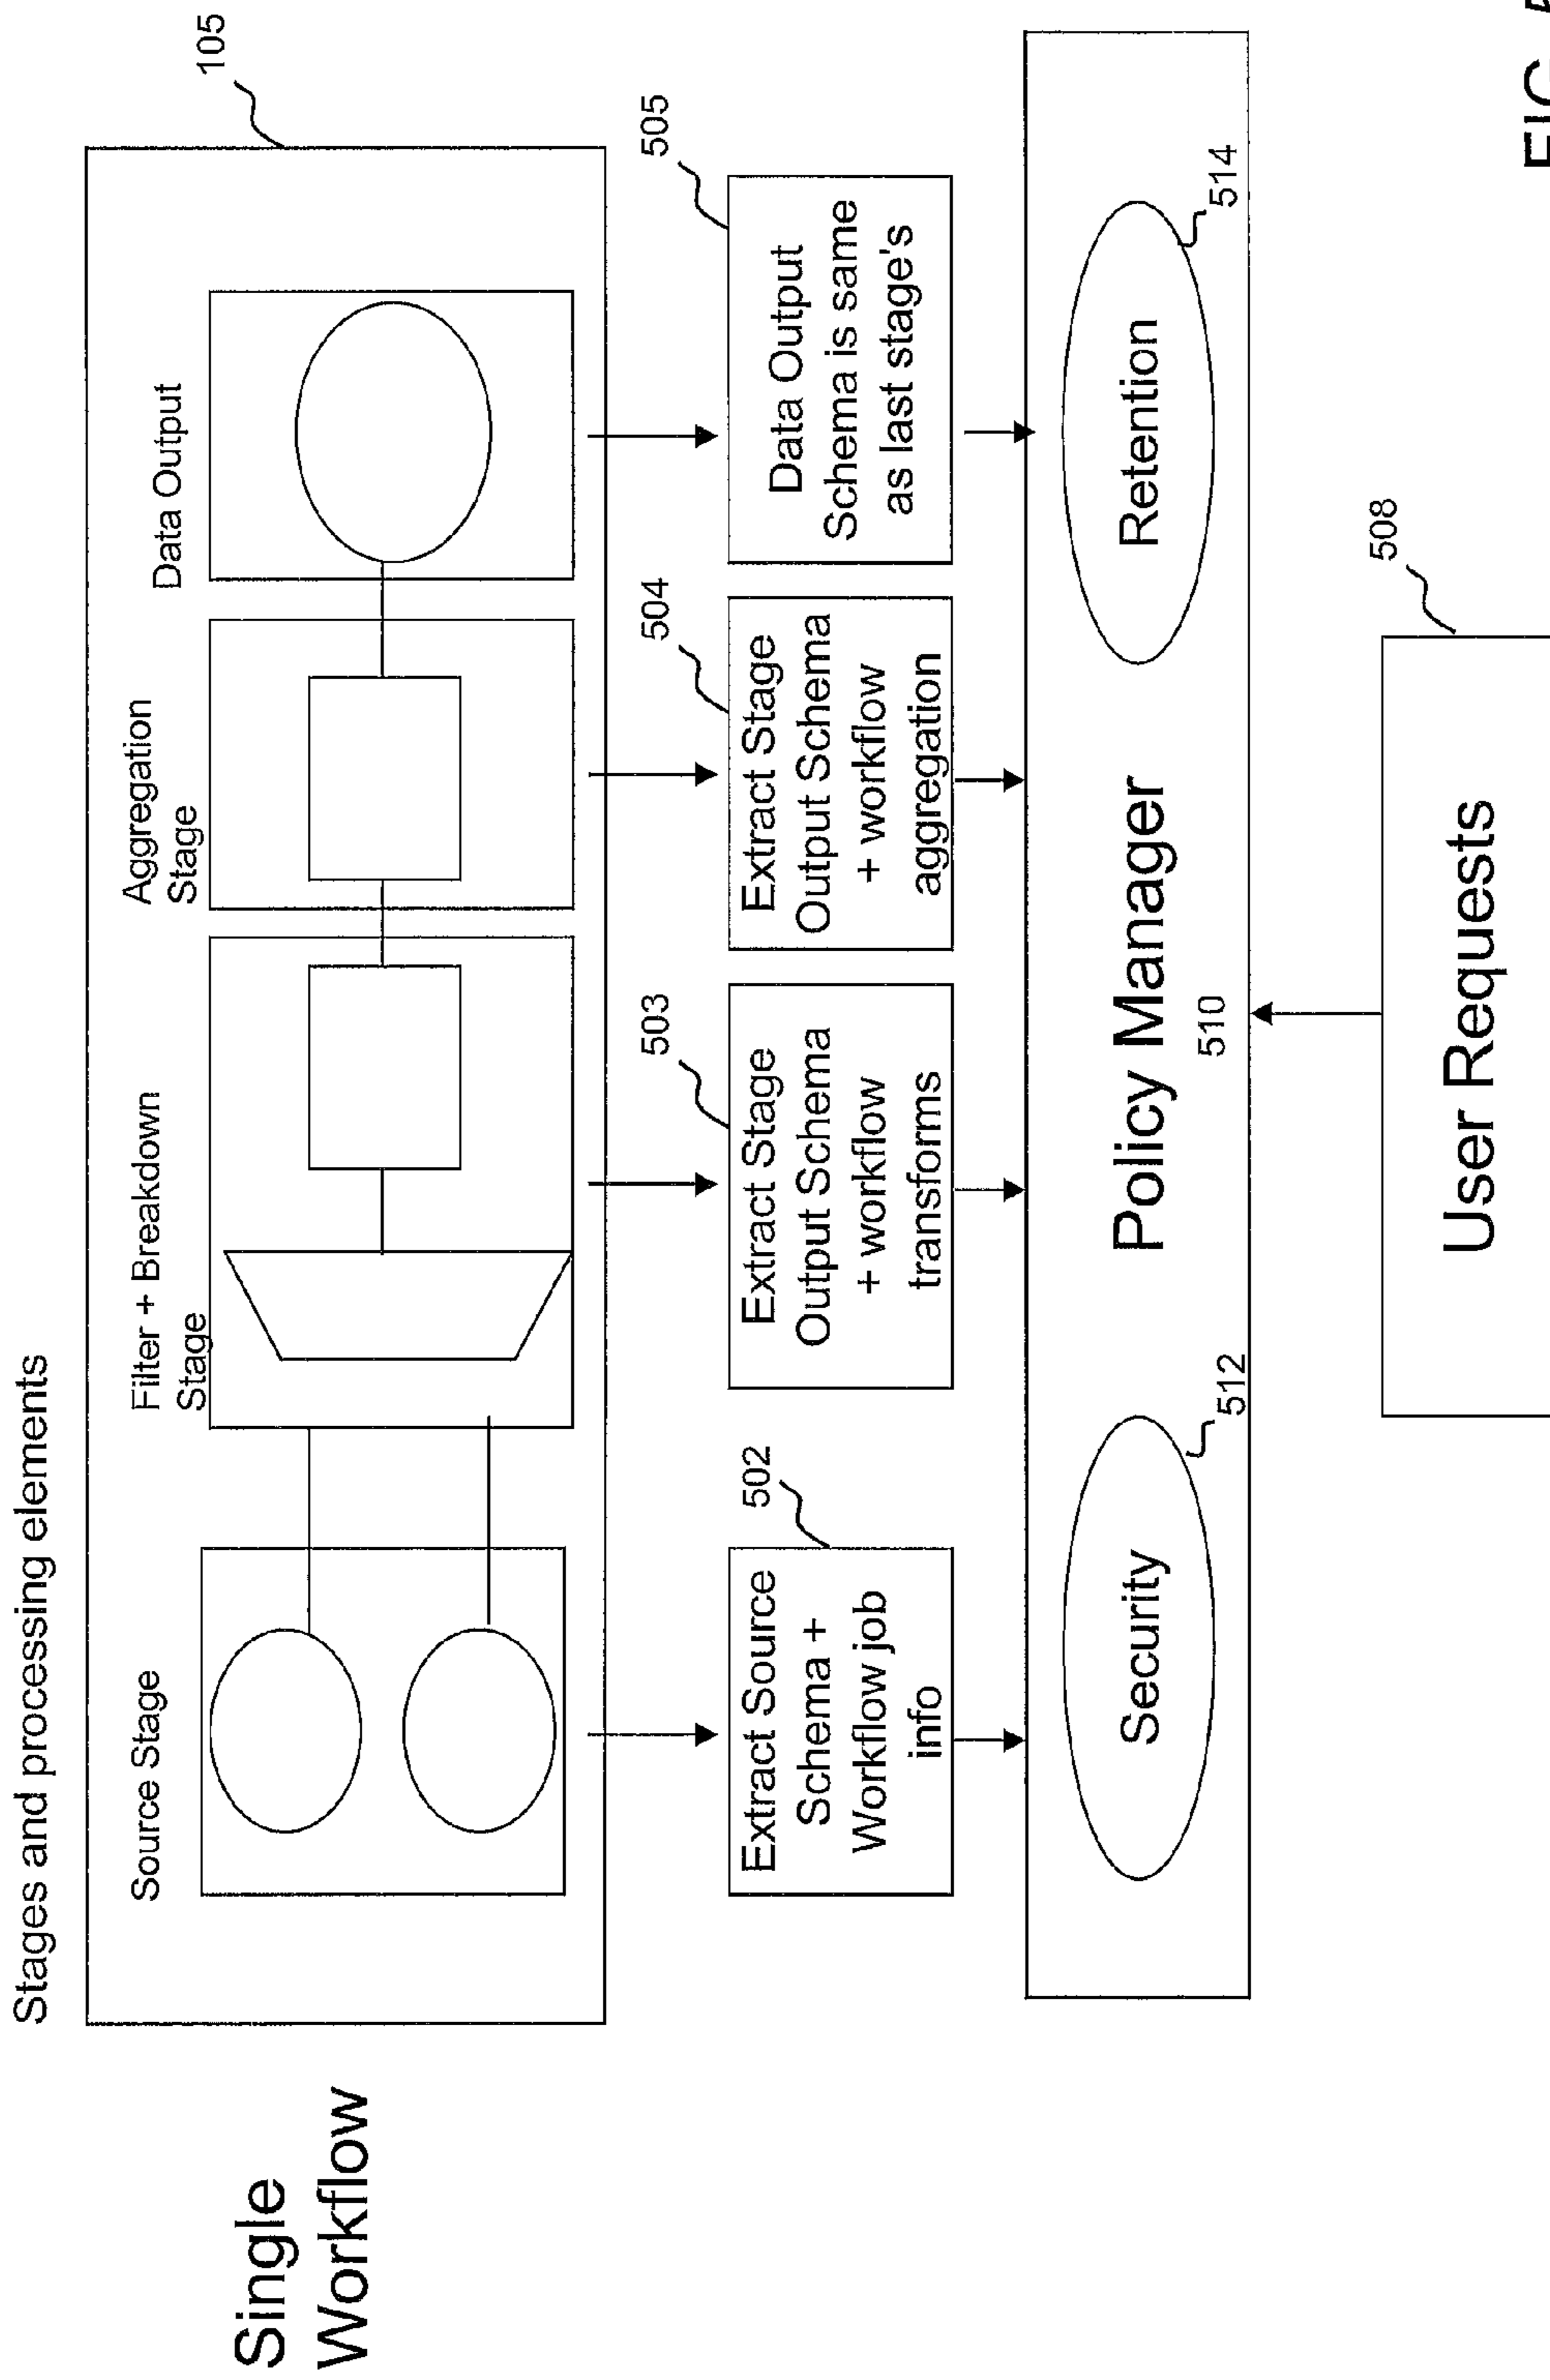 Stages and processing elements
Single
Workflow
105
Source Stage
Filter + Breakdown
Stage
Aggregation
Stage
Data Output
502
Extract Source
Schema +
Workflow job
info
503
Extract Stage
Output Schema
+ workflow
transforms
504
Extract Stage
Output Schema
+ workflow
aggregation
505
Data Output
Schema is same
as last stage's
Security
512
Policy Manager
510
Retention
514
508
User Requests
FIG